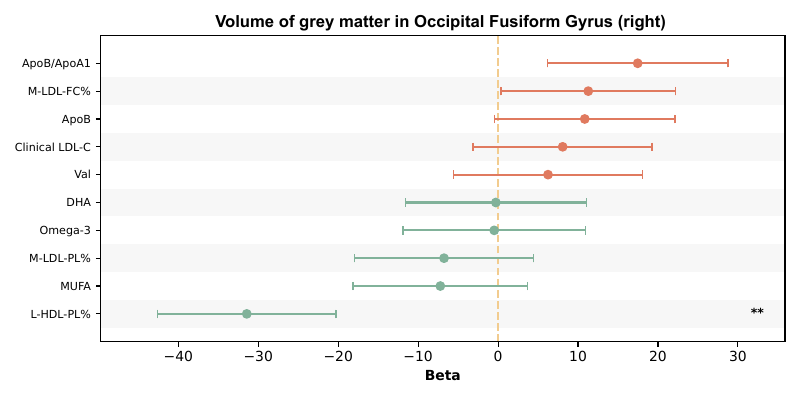 Volume of grey matter in Occipital Fusiform Gyrus (right)
ApoB/ApoA1
M-LDL-FC%
ApoB
Clinical LDL-C
Val
DHA
Omega-3
M-LDL-PL%
MUFA
L-HDL-PL%
**
−40 −30 −20 −10 0 10 20 30
Beta